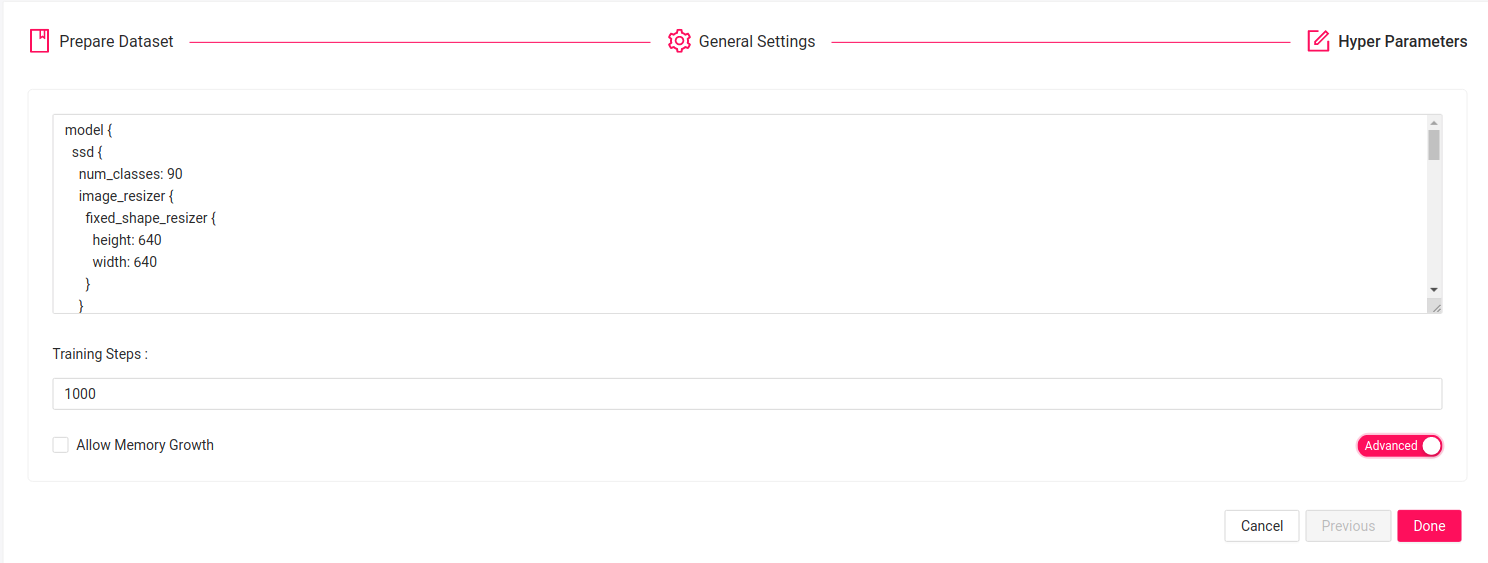 Prepare Dataset
General Settings
Hyper Parameters
model {
ssd {
num_classes: 90
image_resizer {
fixed_shape_resizer {
height: 640
width: 640
}
}
Training Steps :
1000
Allow Memory Growth
Advanced
Cancel
Previous
Done